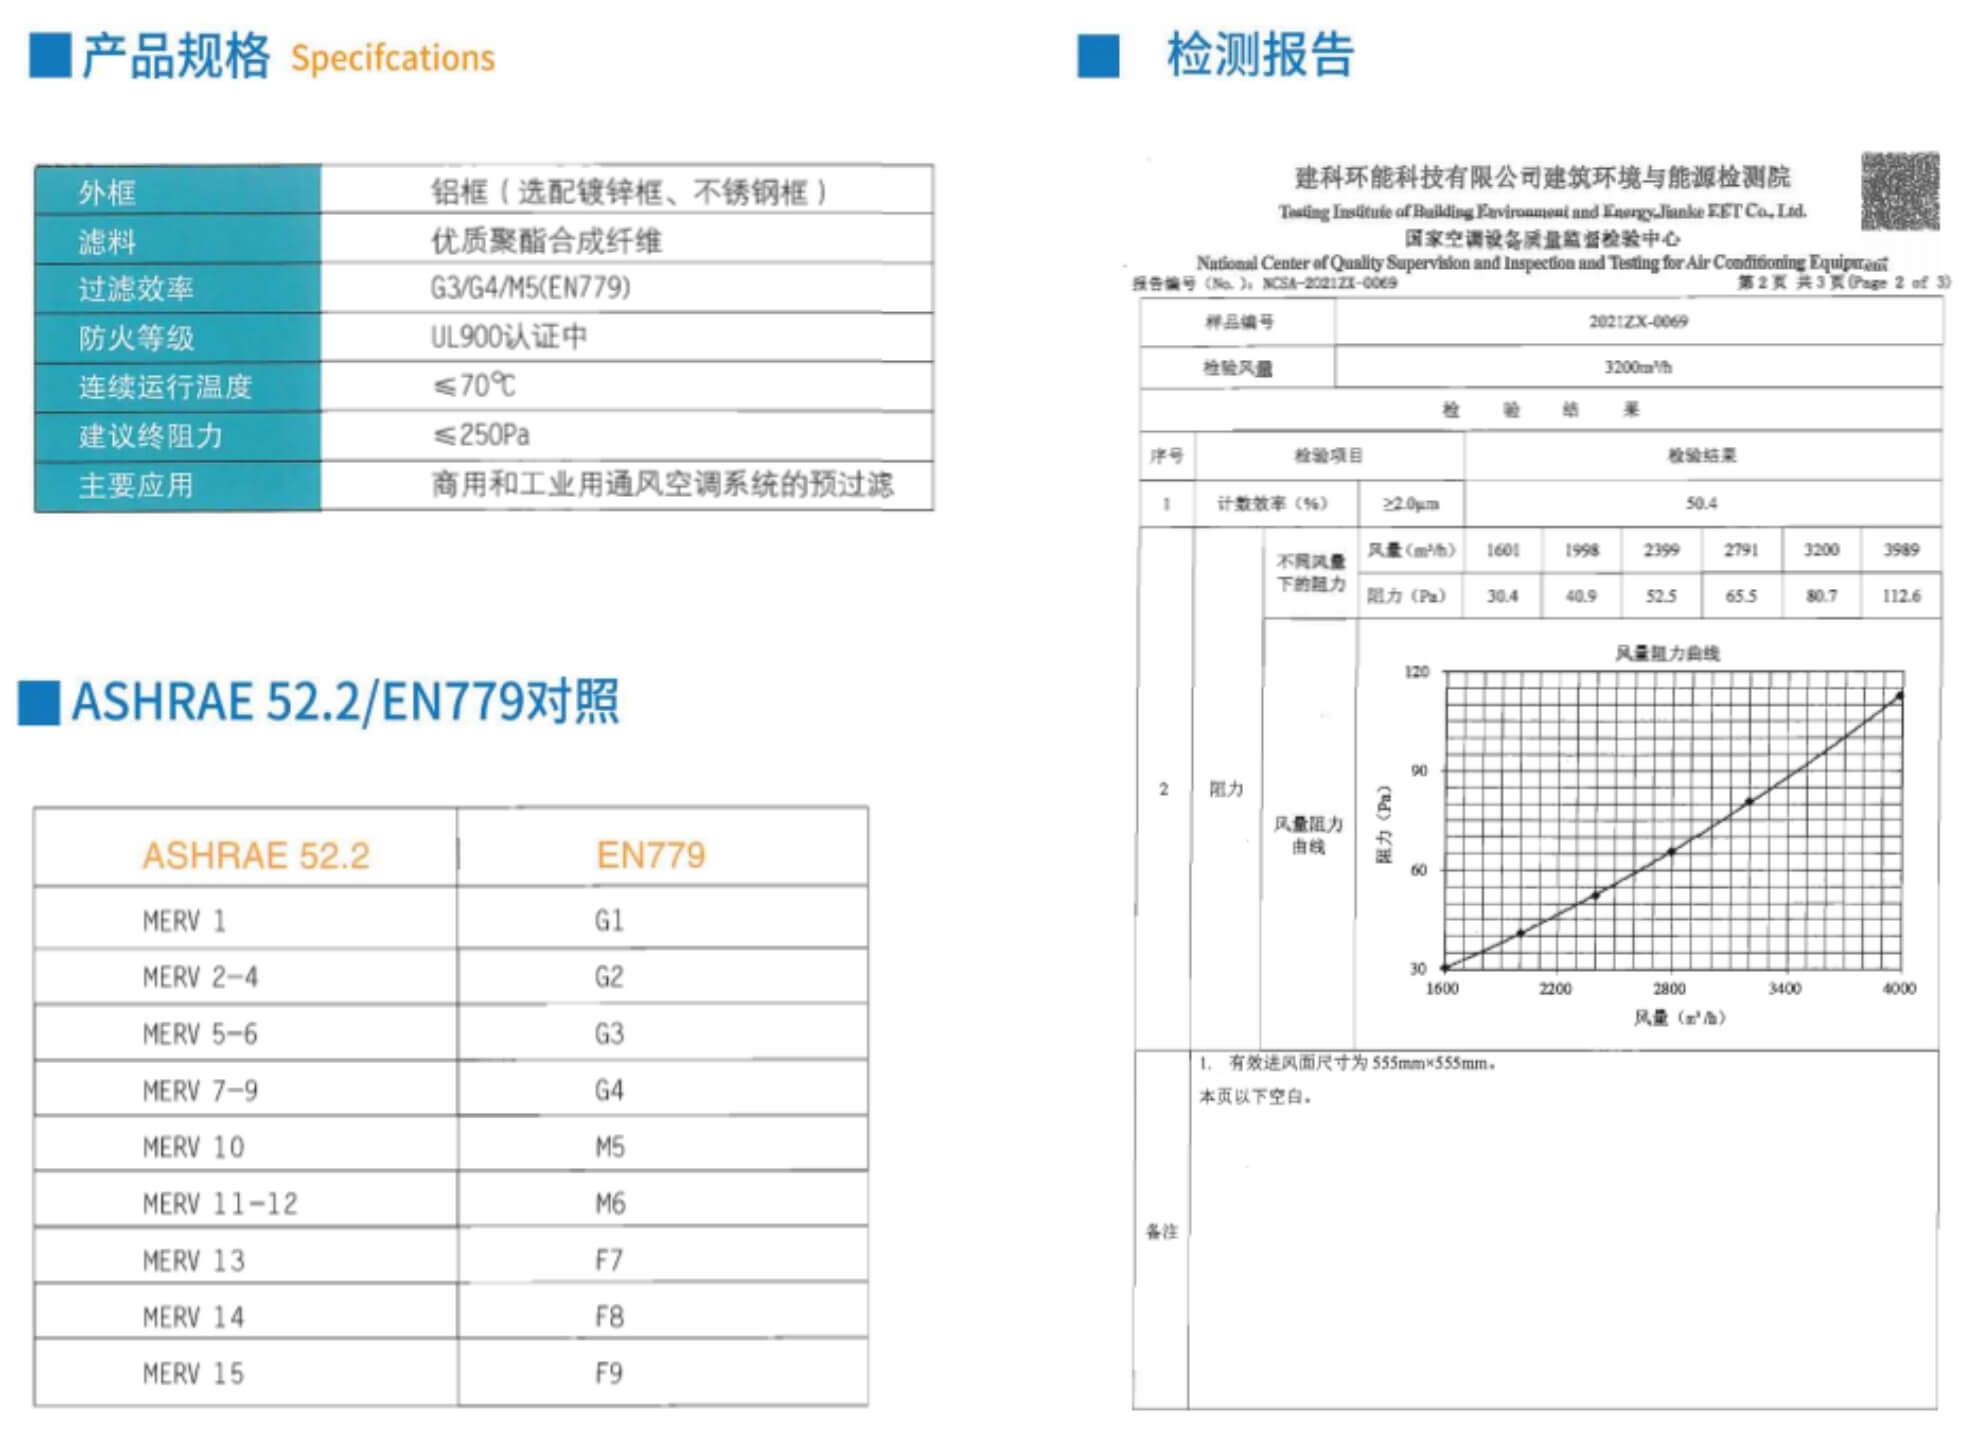 产品规格 Specifcations
外框 铝框（选配镀锌框、不锈钢框）
滤料 优质聚酯合成纤维
过滤效率 G3/G4/M5(EN779)
防火等级 UL900认证中
连续运行温度 ≤70℃
建议终阻力 ≤250Pa
主要应用 商用和工业用通风空调系统的预过滤
ASHRAE 52.2/EN779对照
ASHRAE 52.2 EN779
MERV 1 G1
MERV 2-4 G2
MERV 5-6 G3
MERV 7-9 G4
MERV 10 M5
MERV 11-12 M6
MERV 13 F7
MERV 14 F8
MERV 15 F9
检测报告
建科环能科技有限公司建筑环境与能源检测院
Testing Institute of Building Environment and Energy,Jianke EET Co., Ltd.
国家空调设备质量监督检验中心
National Center of Quality Supervision and Inspection and Testing for Air Conditioning Equipment
报告编号（No.）：NCSA-2021ZX-0069 第 2 页 共 3 页(Page 2 of 3)
样品编号 2021ZX-0069
检验风量 3200m³/h
检 验 结 果
序号 检验项目 检验结果
1 计数效率（%） ≥2.0μm 50.4
2 阻力
不同风量
下的阻力
风量（m³/h） 1601 1998 2399 2791 3200 3989
阻力（Pa） 30.4 40.9 52.5 65.5 80.7 112.6
风量阻力
曲线
风量阻力曲线
120
90
60
30
阻力（Pa）
1600 2200 2800 3400 4000
风量（m³/h）
备注
1. 有效进风面尺寸为 555mm×555mm。
本页以下空白。